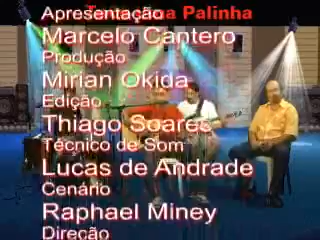 Apresentação
Palinha
Marcelo Cantero
Produção
Mirian Okida
Edição
Thiago Soares
Técnico de Som
Lucas de Andrade
Cenário
Raphael Miney
Direção